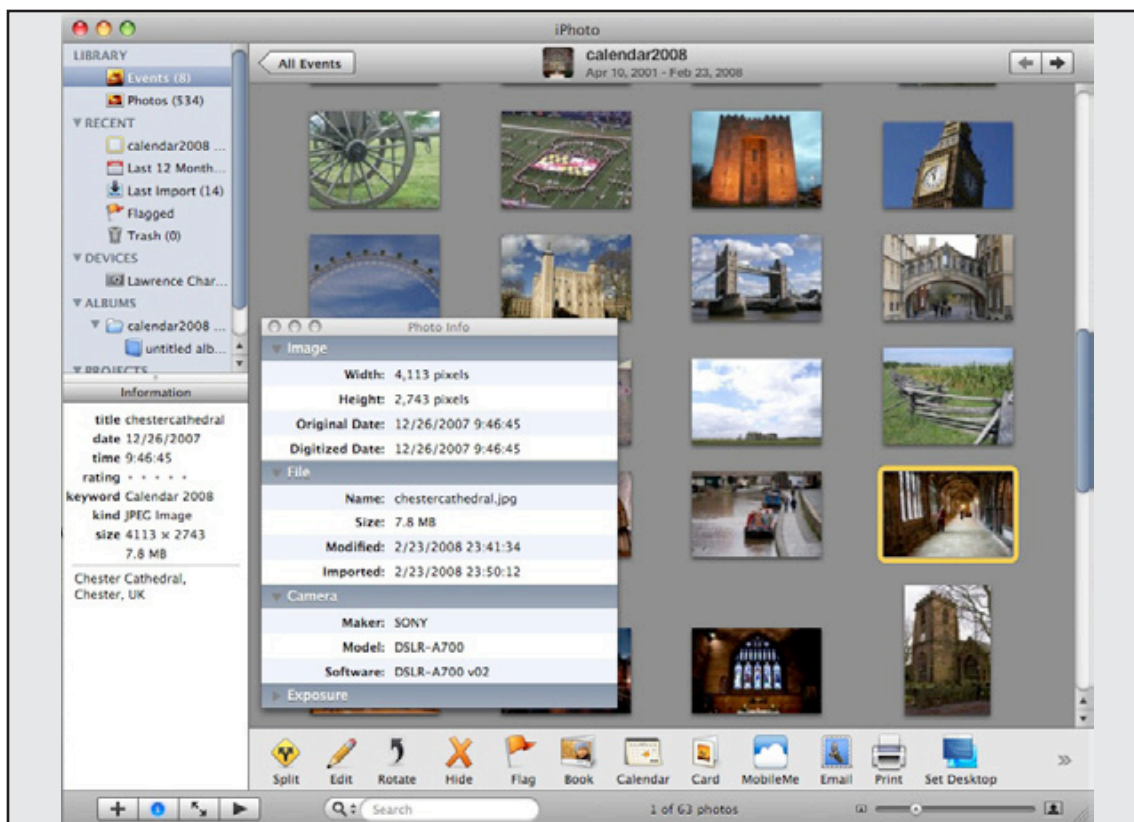 iPhoto
LIBRARY
Events (8)
Photos (534)
RECENT
calendar2008 ...
Last 12 Month...
Last Import (14)
Flagged
Trash (0)
DEVICES
Lawrence Char...
ALBUMS
calendar2008 ...
untitled alb...
PROJECTS
Information
title chestercathedral
date 12/26/2007
time 9:46:45
rating
keyword Calendar 2008
kind JPEG Image
size 4113 × 2743
7.8 MB
Chester Cathedral,
Chester, UK
All Events
calendar2008
Apr 10, 2001 - Feb 23, 2008
Photo Info
Image
Width: 4,113 pixels
Height: 2,743 pixels
Original Date: 12/26/2007 9:46:45
Digitized Date: 12/26/2007 9:46:45
File
Name: chestercathedral.jpg
Size: 7.8 MB
Modified: 2/23/2008 23:41:34
Imported: 2/23/2008 23:50:12
Camera
Maker: SONY
Model: DSLR-A700
Software: DSLR-A700 v02
Exposure
Split Edit Rotate Hide Flag Book Calendar Card MobileMe Email Print Set Desktop
Search
1 of 63 photos